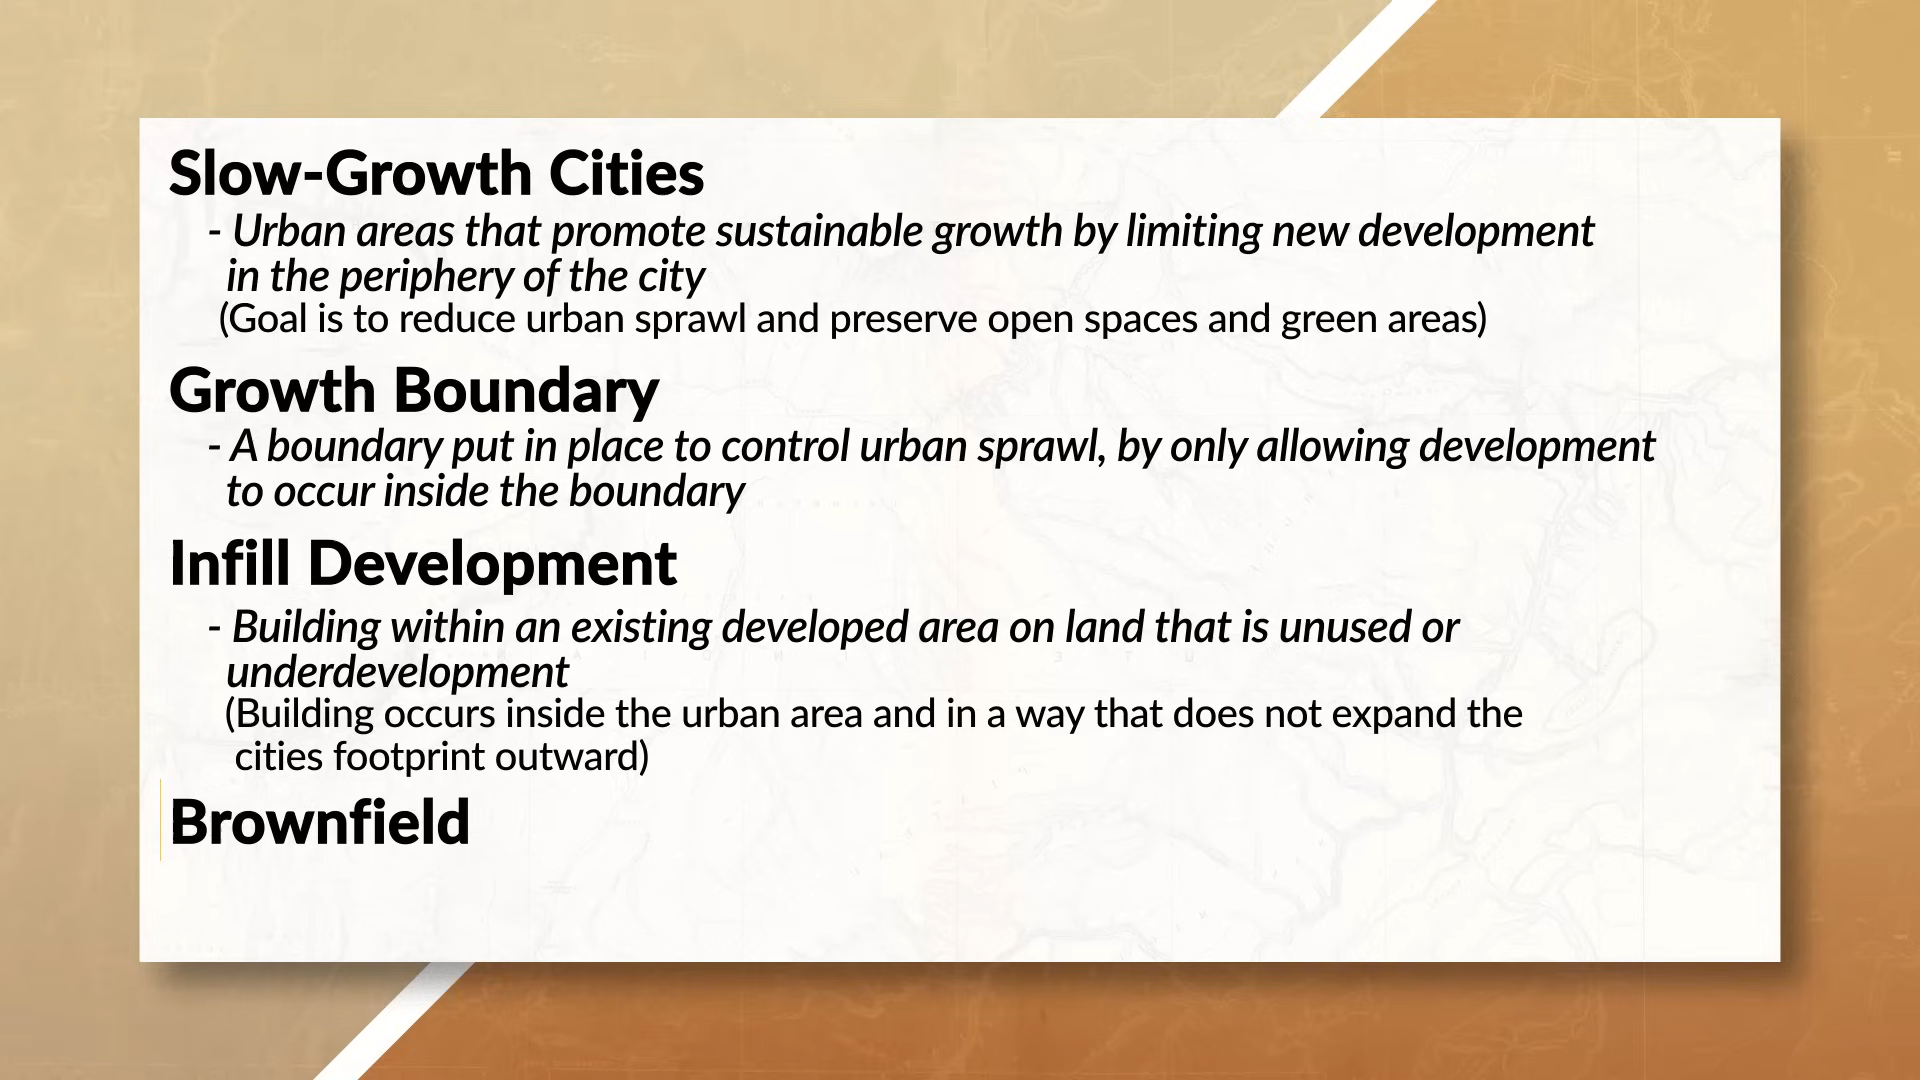 Slow-Growth Cities
- Urban areas that promote sustainable growth by limiting new development
in the periphery of the city
(Goal is to reduce urban sprawl and preserve open spaces and green areas)
Growth Boundary
- A boundary put in place to control urban sprawl, by only allowing development
to occur inside the boundary
Infill Development
- Building within an existing developed area on land that is unused or
underdevelopment
(Building occurs inside the urban area and in a way that does not expand the
cities footprint outward)
Brownfield